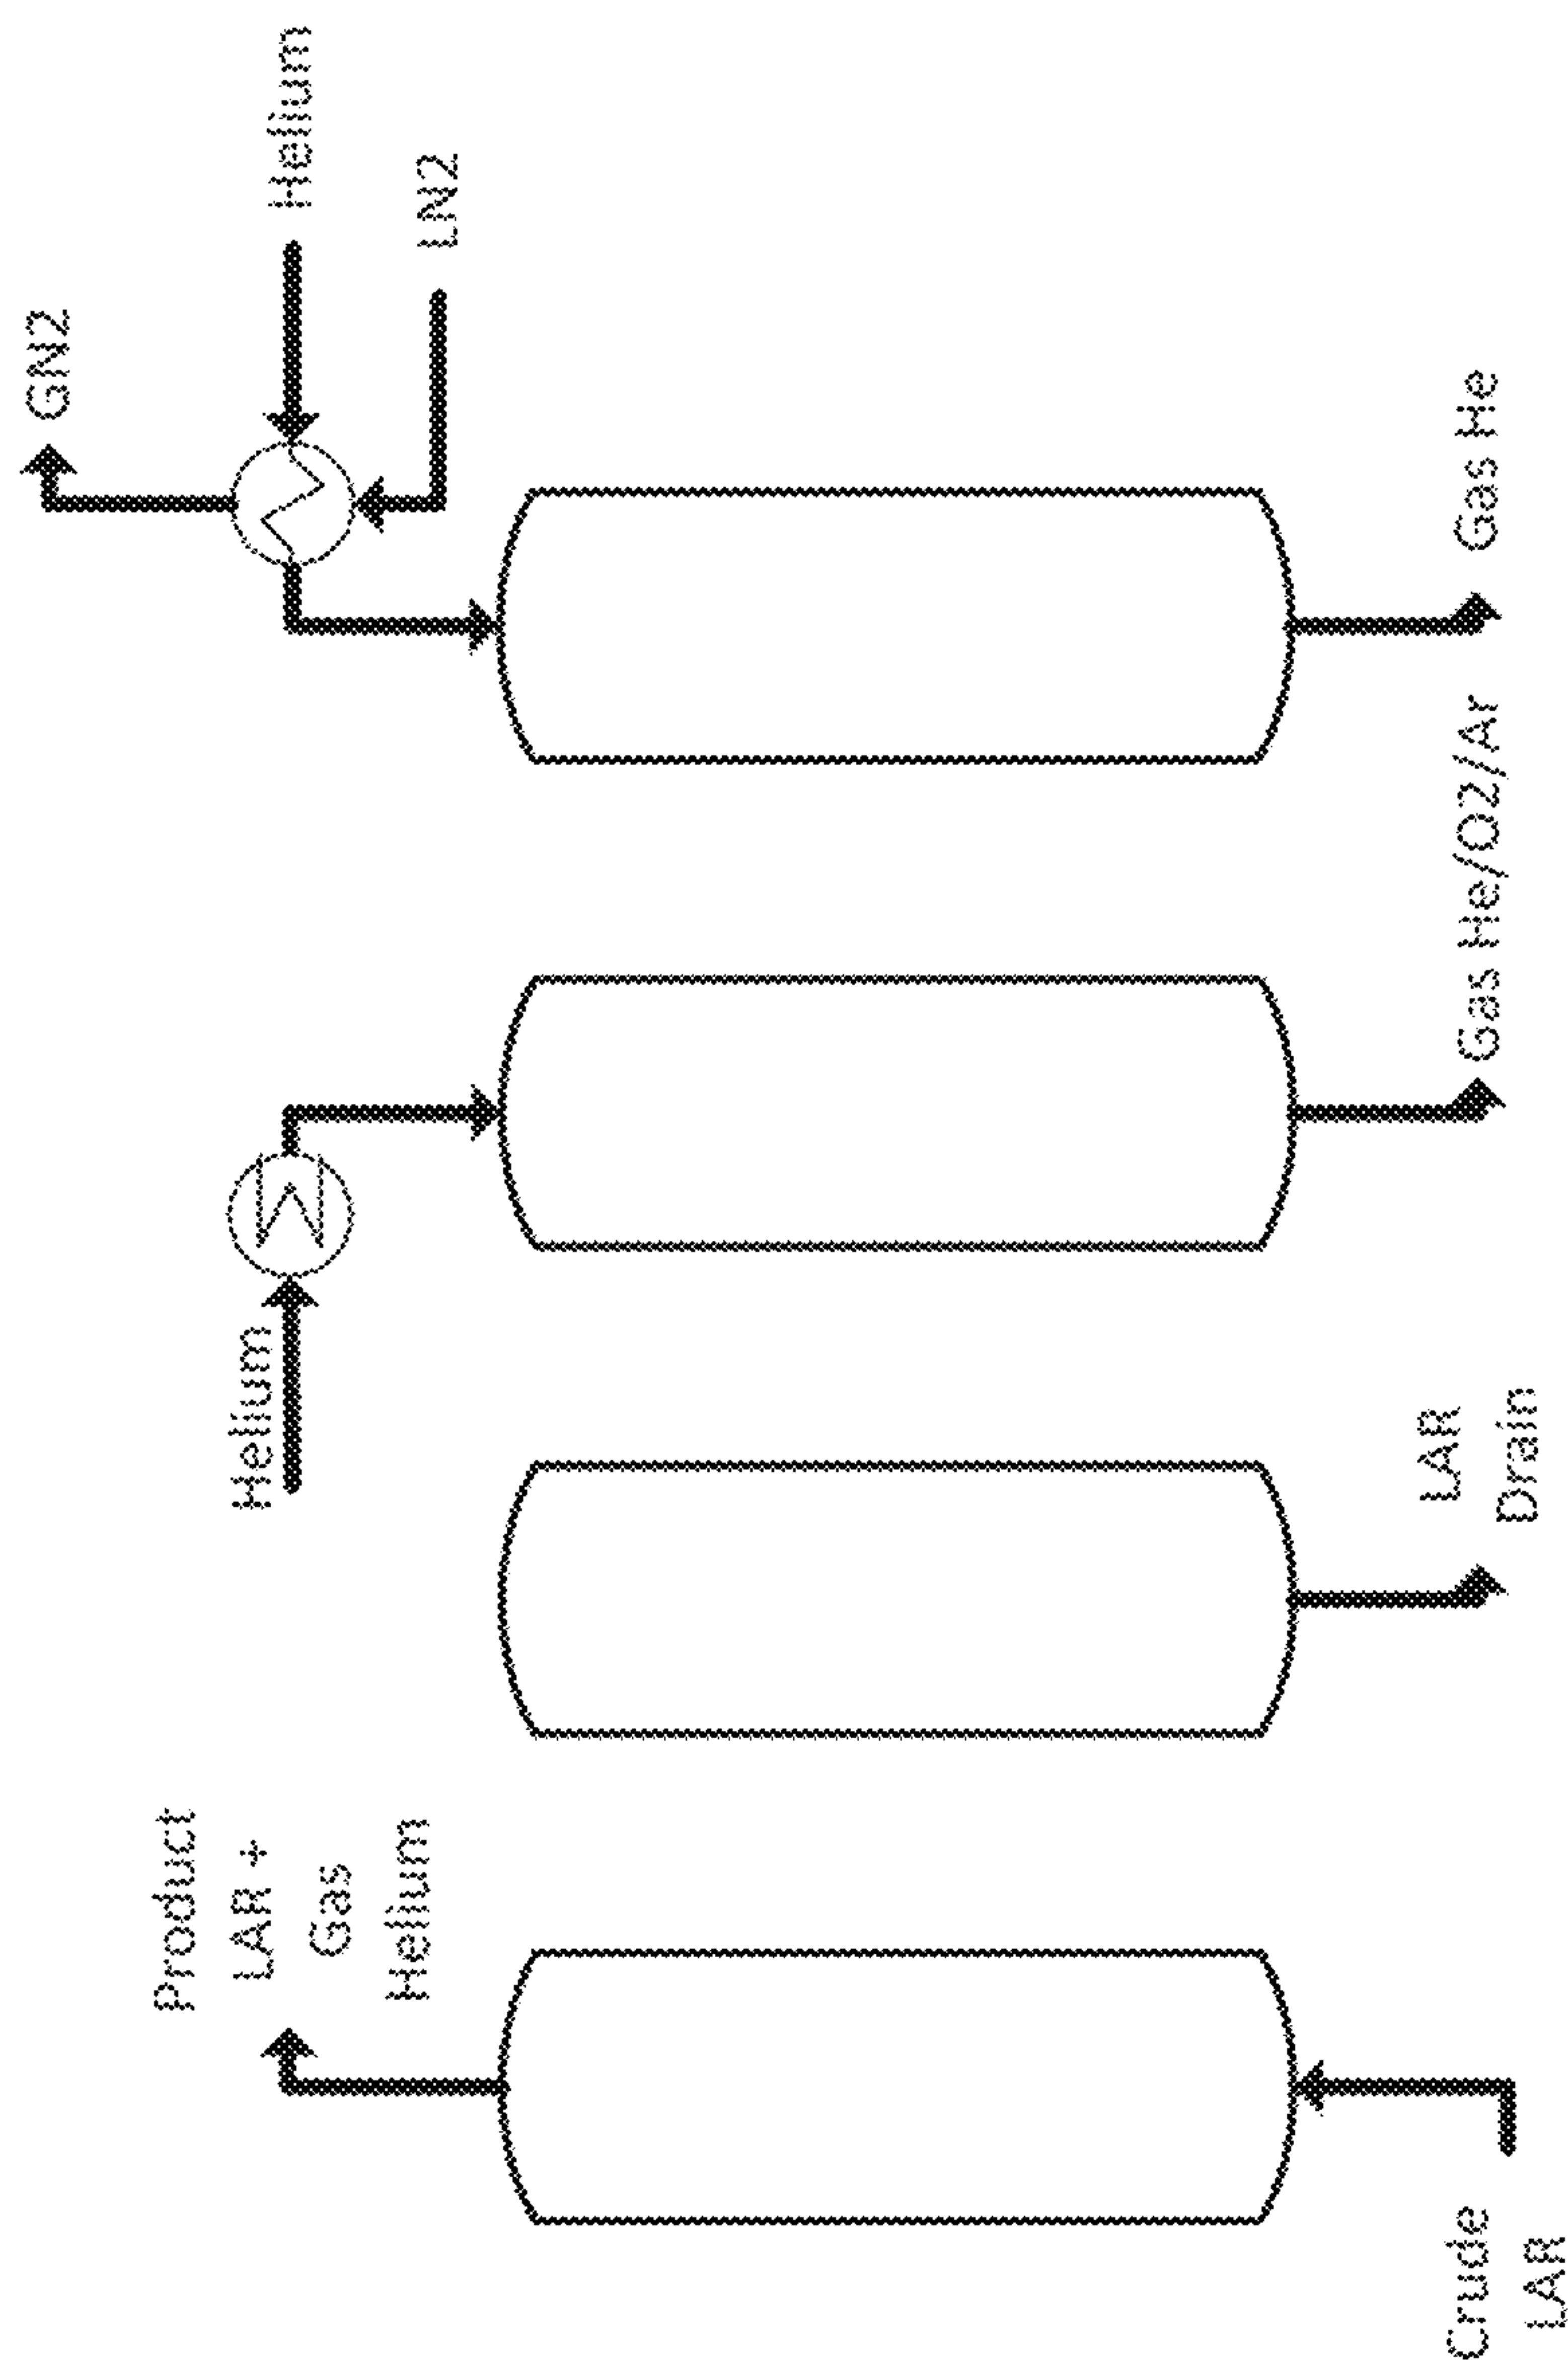 Crude
LAR
Product
LAR +
Gas
Helium
LAR
Drain
Helium
Gas He/O2/Ar
GN2
Helium
LN2
Gas He